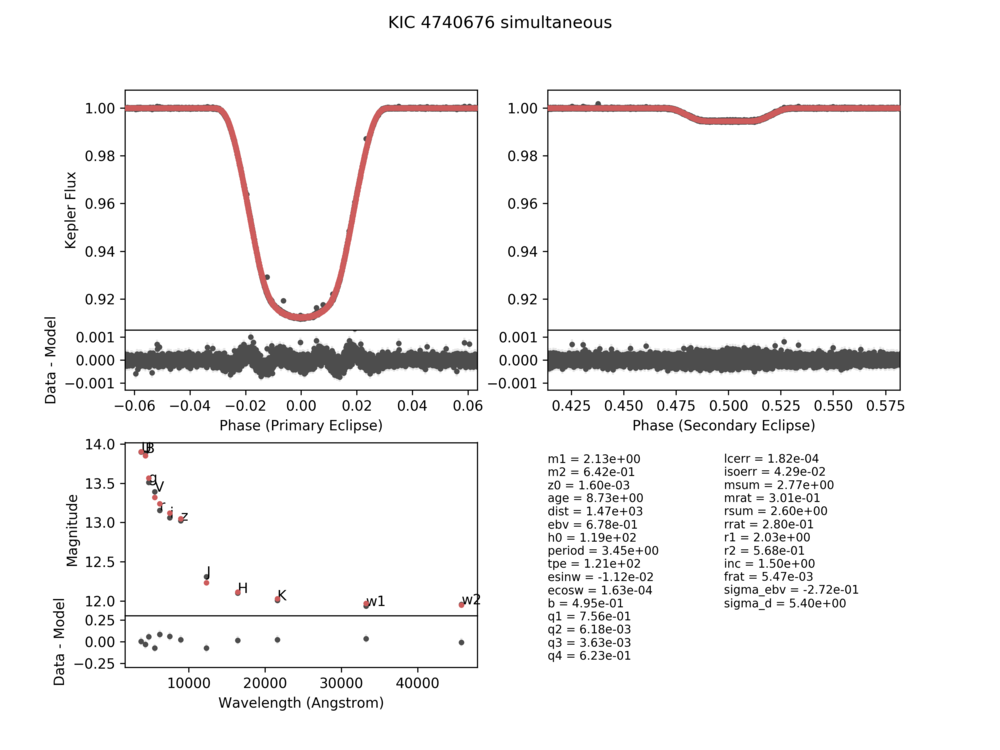 KIC 4740676 simultaneous
Kepler Flux
1.00
0.98
0.96
0.94
0.92
Data - Model
0.001
0.000
−0.001
−0.06 −0.04 −0.02 0.00 0.02 0.04 0.06
Phase (Primary Eclipse)
1.00
0.98
0.96
0.94
0.92
0.001
0.000
−0.001
0.425 0.450 0.475 0.500 0.525 0.550 0.575
Phase (Secondary Eclipse)
Magnitude
14.0
13.5
13.0
12.5
12.0
B
g
V
r
i
z
J
H
K
w1
w2
Data - Model
0.25
0.00
−0.25
10000 20000 30000 40000
Wavelength (Angstrom)
m1 = 2.13e+00
m2 = 6.42e-01
z0 = 1.60e-03
age = 8.73e+00
dist = 1.47e+03
ebv = 6.78e-01
h0 = 1.19e+02
period = 3.45e+00
tpe = 1.21e+02
esinw = -1.12e-02
ecosw = 1.63e-04
b = 4.95e-01
q1 = 7.56e-01
q2 = 6.18e-03
q3 = 3.63e-03
q4 = 6.23e-01
lcerr = 1.82e-04
isoerr = 4.29e-02
msum = 2.77e+00
mrat = 3.01e-01
rsum = 2.60e+00
rrat = 2.80e-01
r1 = 2.03e+00
r2 = 5.68e-01
inc = 1.50e+00
frat = 5.47e-03
sigma_ebv = -2.72e-01
sigma_d = 5.40e+00